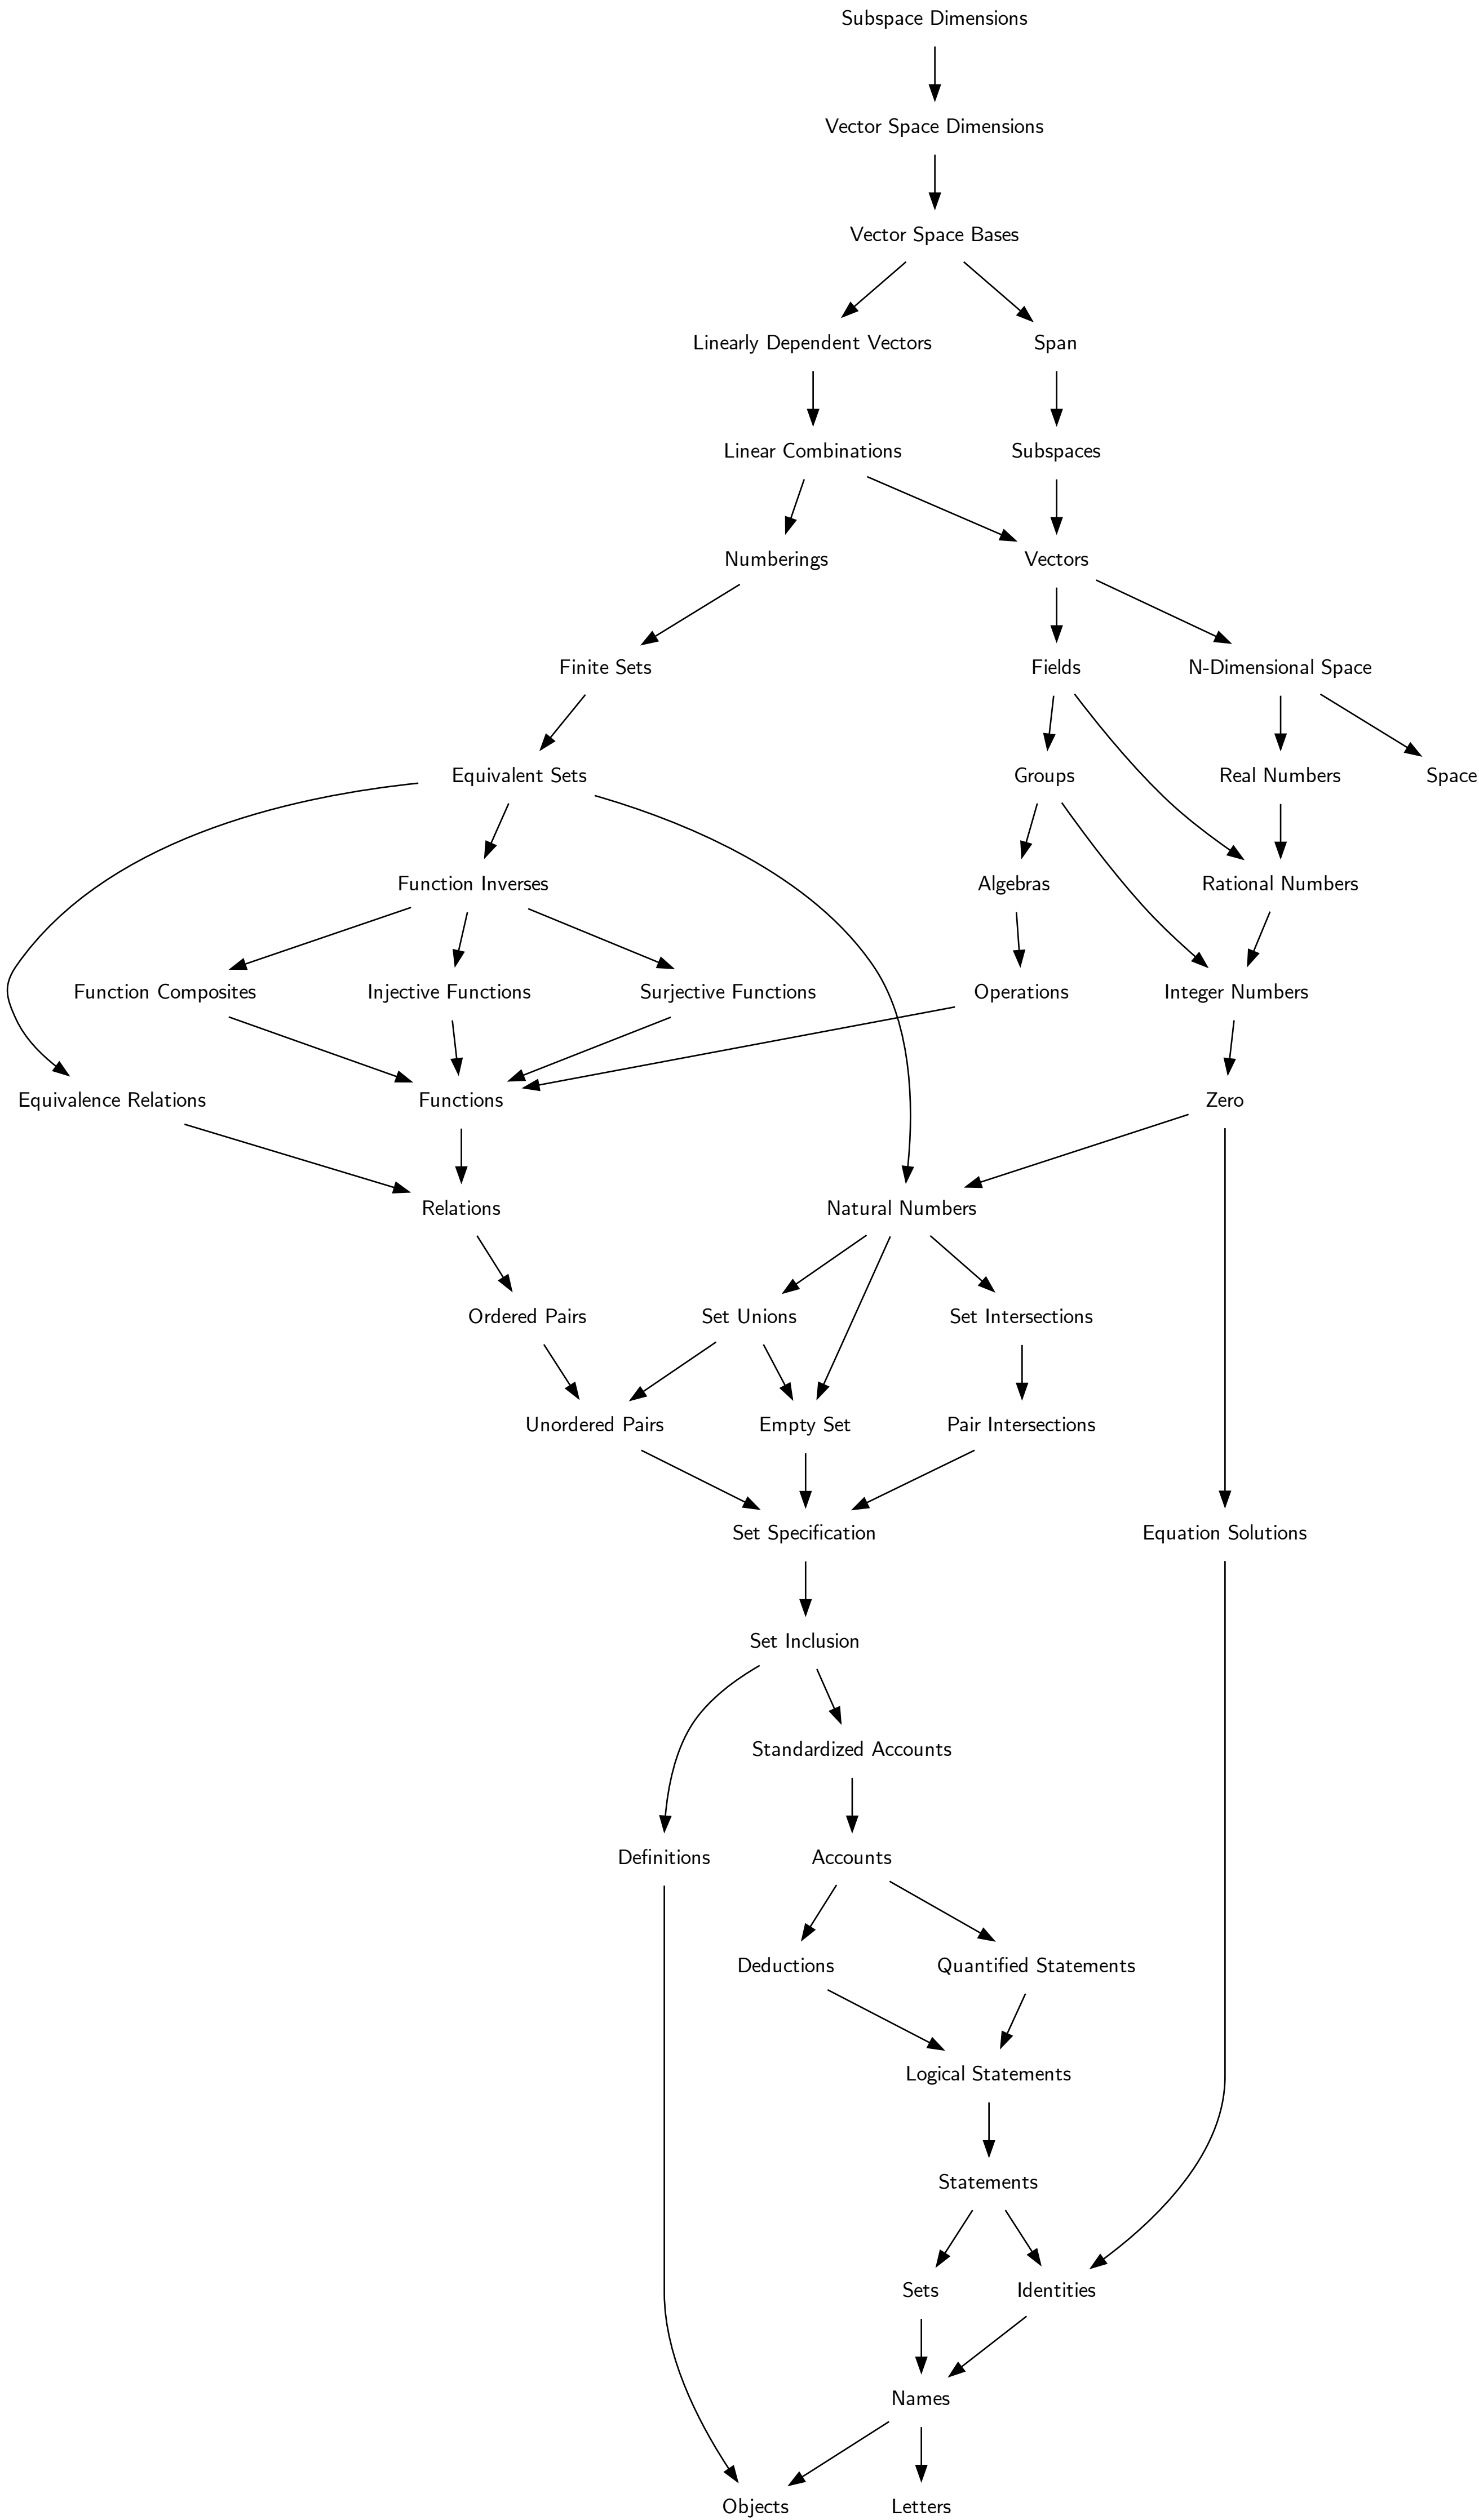 Subspace Dimensions
Vector Space Dimensions
Vector Space Bases
Linearly Dependent Vectors
Span
Linear Combinations
Subspaces
Numberings
Vectors
Finite Sets
Fields
N-Dimensional Space
Equivalent Sets
Groups
Real Numbers
Space
Function Inverses
Algebras
Rational Numbers
Function Composites
Injective Functions
Surjective Functions
Operations
Integer Numbers
Equivalence Relations
Functions
Zero
Relations
Natural Numbers
Ordered Pairs
Set Unions
Set Intersections
Unordered Pairs
Empty Set
Pair Intersections
Set Specification
Equation Solutions
Set Inclusion
Standardized Accounts
Definitions
Accounts
Deductions
Quantified Statements
Logical Statements
Statements
Sets
Identities
Names
Objects
Letters